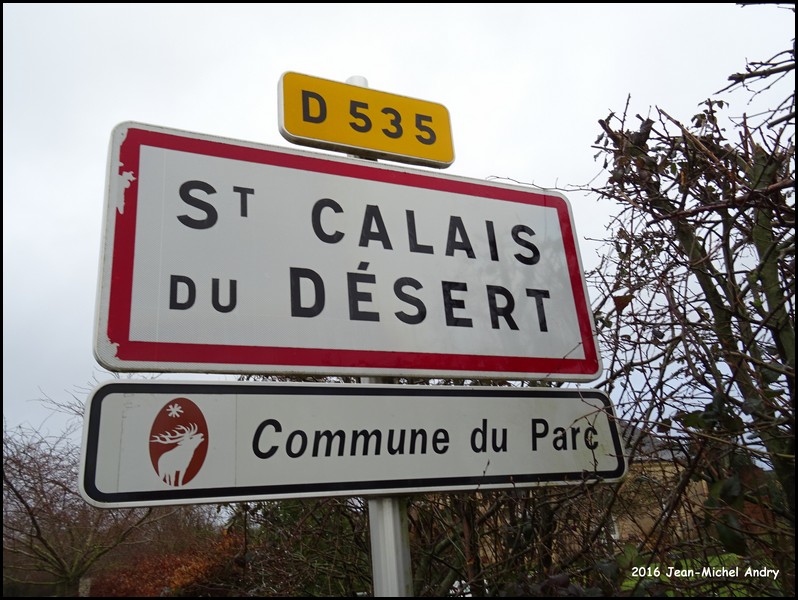 D 535
ST CALAIS
DU DÉSERT
Commune du Parc
2016 Jean-Michel Andry